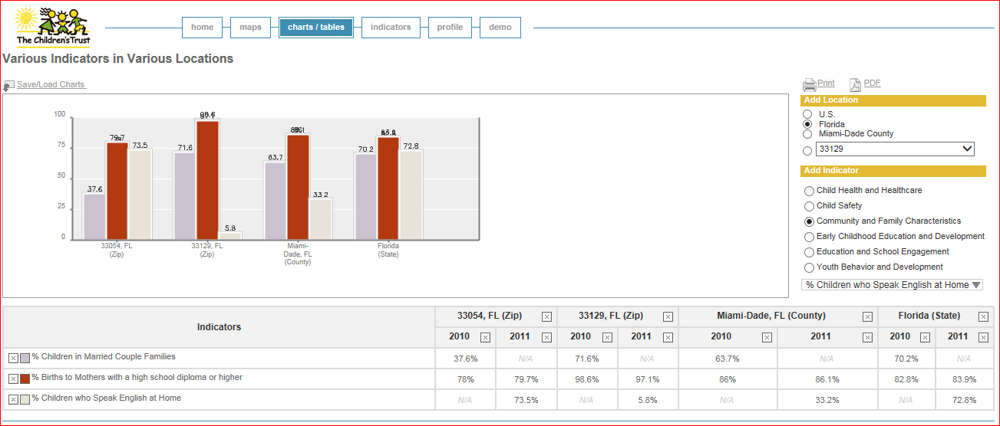 The Children'sTrust
home maps charts / tables indicators profile demo
Various Indicators in Various Locations
Save/Load Charts
Print PDF
100
75
50
25
0
37.6 79.7 73.5
71.6 97.1 5.8
63.7 33.2
70.2 72.8
33054, FL
(Zip)
33129, FL
(Zip)
Miami-
Dade, FL
(County)
Florida
(State)
Add Location
U.S.
Florida
Miami-Dade County
33129
Add Indicator
Child Health and Healthcare
Child Safety
Community and Family Characteristics
Early Childhood Education and Development
Education and School Engagement
Youth Behavior and Development
% Children who Speak English at Home
Indicators 33054, FL (Zip) 33129, FL (Zip) Miami-Dade, FL (County) Florida (State)
2010 2011 2010 2011 2010 2011 2010 2011
% Children in Married Couple Families 37.6% N/A 71.6% N/A 63.7% N/A 70.2% N/A
% Births to Mothers with a high school diploma or higher 78% 79.7% 98.6% 97.1% 86% 86.1% 82.8% 83.9%
% Children who Speak English at Home N/A 73.5% N/A 5.8% N/A 33.2% N/A 72.8%